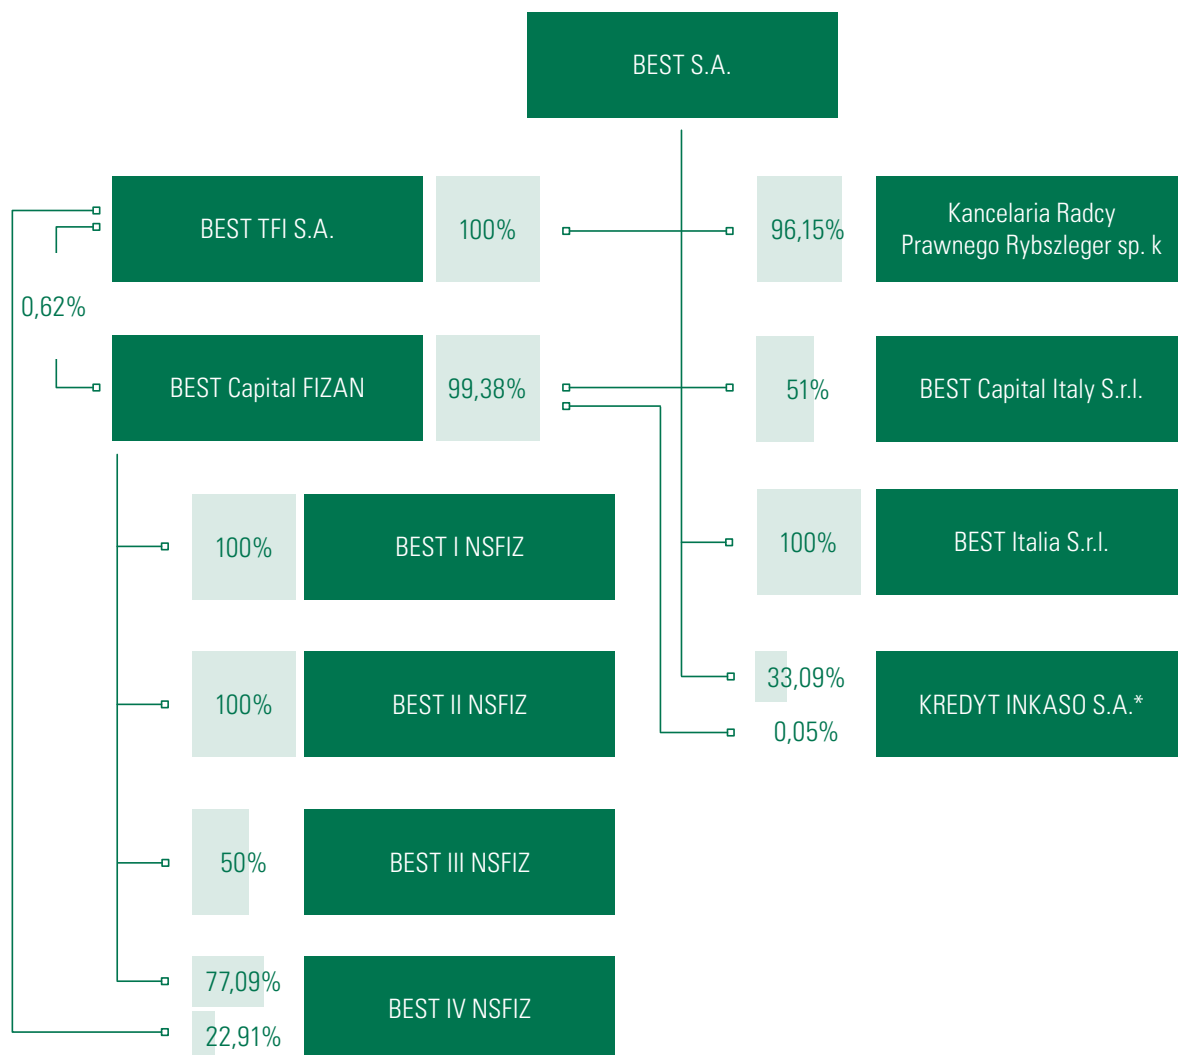 BEST S.A.
BEST TFI S.A.
100%
96,15%
Kancelaria Radcy
Prawnego Rybszleger sp. k
0,62%
BEST Capital FIZAN
99,38%
51%
BEST Capital Italy S.r.l.
100%
BEST I NSFIZ
100%
BEST Italia S.r.l.
100%
BEST II NSFIZ
33,09%
0,05%
KREDYT INKASO S.A.*
50%
BEST III NSFIZ
77,09%
22,91%
BEST IV NSFIZ